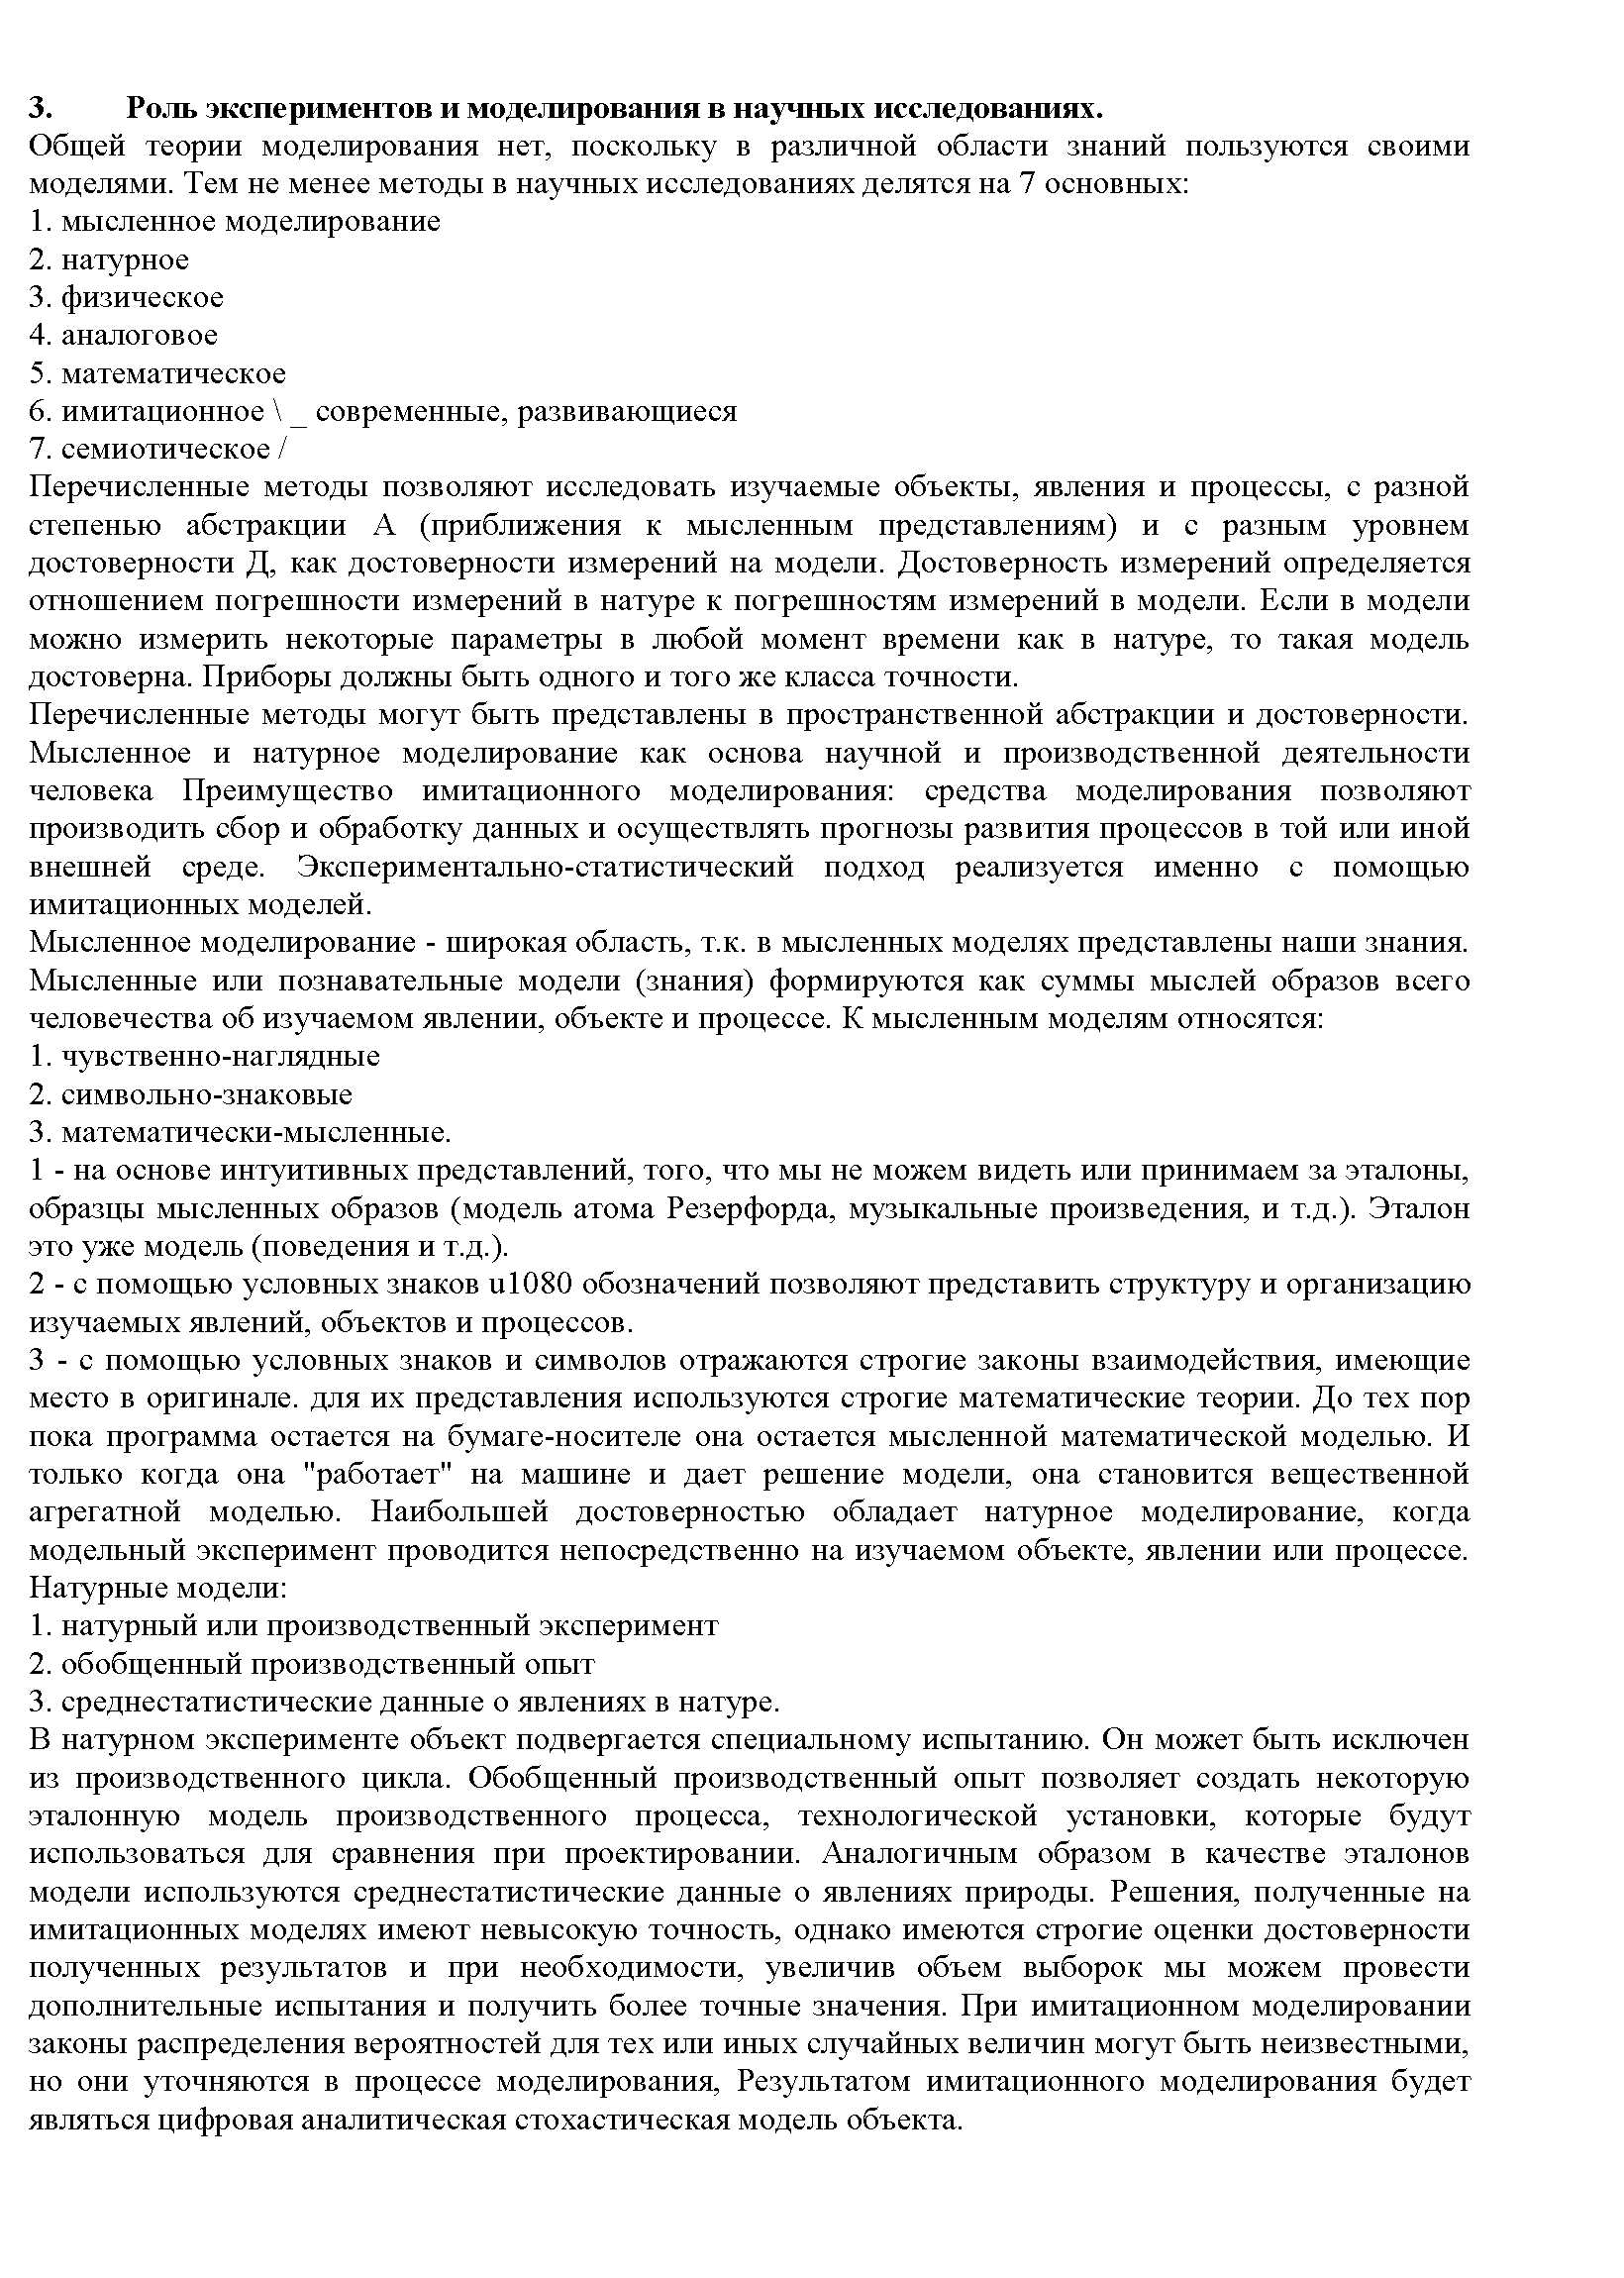 3. Роль экспериментов и моделирования в научных исследованиях.
Общей теории моделирования нет, поскольку в различной области знаний пользуются своими
моделями. Тем не менее методы в научных исследованиях делятся на 7 основных:
1. мысленное моделирование
2. натурное
3. физическое
4. аналоговое
5. математическое
6. имитационное \ _ современные, развивающиеся
7. семиотическое /
Перечисленные методы позволяют исследовать изучаемые объекты, явления и процессы, с разной
степенью абстракции А (приближения к мысленным представлениям) и с разным уровнем
достоверности Д, как достоверности измерений на модели. Достоверность измерений определяется
отношением погрешности измерений в натуре к погрешностям измерений в модели. Если в модели
можно измерить некоторые параметры в любой момент времени как в натуре, то такая модель
достоверна. Приборы должны быть одного и того же класса точности.
Перечисленные методы могут быть представлены в пространственной абстракции и достоверности.
Мысленное и натурное моделирование как основа научной и производственной деятельности
человека Преимущество имитационного моделирования: средства моделирования позволяют
производить сбор и обработку данных и осуществлять прогнозы развития процессов в той или иной
внешней среде. Экспериментально-статистический подход реализуется именно с помощью
имитационных моделей.
Мысленное моделирование - широкая область, т.к. в мысленных моделях представлены наши знания.
Мысленные или познавательные модели (знания) формируются как суммы мыслей образов всего
человечества об изучаемом явлении, объекте и процессе. К мысленным моделям относятся:
1. чувственно-наглядные
2. символьно-знаковые
3. математически-мысленные.
1 - на основе интуитивных представлений, того, что мы не можем видеть или принимаем за эталоны,
образцы мысленных образов (модель атома Резерфорда, музыкальные произведения, и т.д.). Эталон
это уже модель (поведения и т.д.).
2 - с помощью условных знаков u1080 обозначений позволяют представить структуру и организацию
изучаемых явлений, объектов и процессов.
3 - с помощью условных знаков и символов отражаются строгие законы взаимодействия, имеющие
место в оригинале. для их представления используются строгие математические теории. До тех пор
пока программа остается на бумаге-носителе она остается мысленной математической моделью. И
только когда она "работает" на машине и дает решение модели, она становится вещественной
агрегатной моделью. Наибольшей достоверностью обладает натурное моделирование, когда
модельный эксперимент проводится непосредственно на изучаемом объекте, явлении или процессе.
Натурные модели:
1. натурный или производственный эксперимент
2. обобщенный производственный опыт
3. среднестатистические данные о явлениях в натуре.
В натурном эксперименте объект подвергается специальному испытанию. Он может быть исключен
из производственного цикла. Обобщенный производственный опыт позволяет создать некоторую
эталонную модель производственного процесса, технологической установки, которые будут
использоваться для сравнения при проектировании. Аналогичным образом в качестве эталонов
модели используются среднестатистические данные о явлениях природы. Решения, полученные на
имитационных моделях имеют невысокую точность, однако имеются строгие оценки достоверности
полученных результатов и при необходимости, увеличив объем выборок мы можем провести
дополнительные испытания и получить более точные значения. При имитационном моделировании
законы распределения вероятностей для тех или иных случайных величин могут быть неизвестными,
но они уточняются в процессе моделирования, Результатом имитационного моделирования будет
являться цифровая аналитическая стохастическая модель объекта.